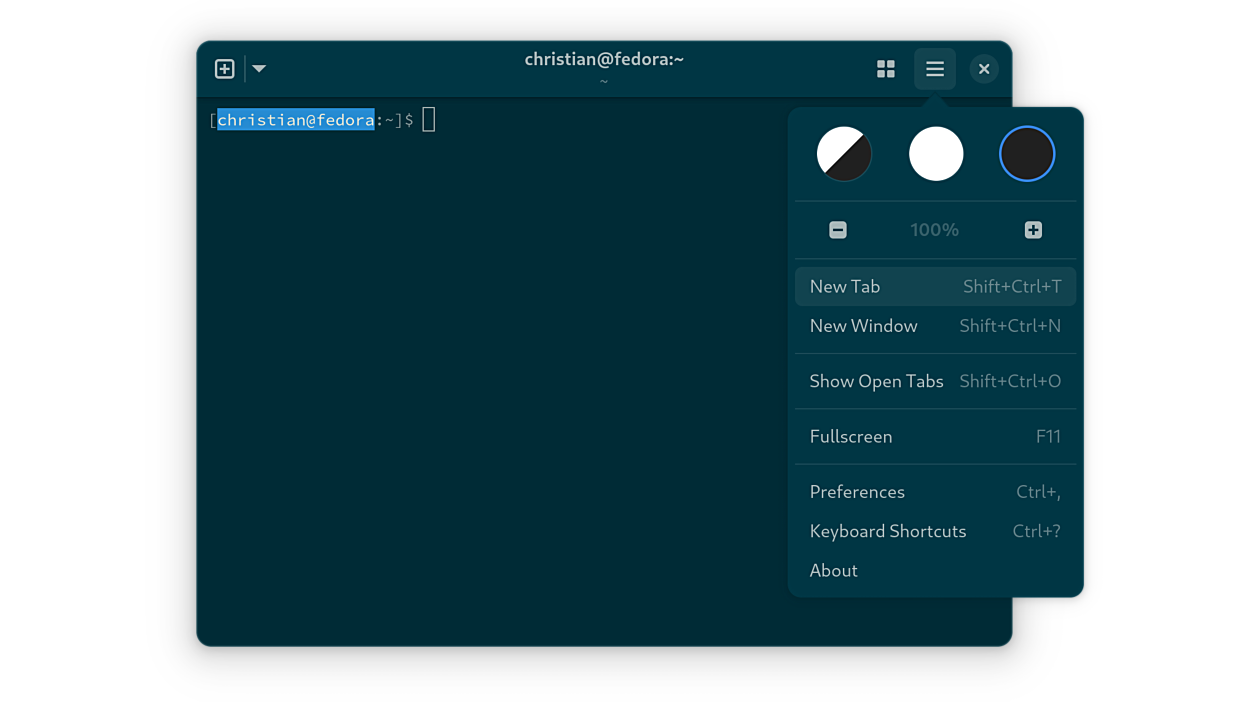 christian@fedora:~
~
[christian@fedora:~]$
100%
New Tab Shift+Ctrl+T
New Window Shift+Ctrl+N
Show Open Tabs Shift+Ctrl+O
Fullscreen F11
Preferences Ctrl+,
Keyboard Shortcuts Ctrl+?
About